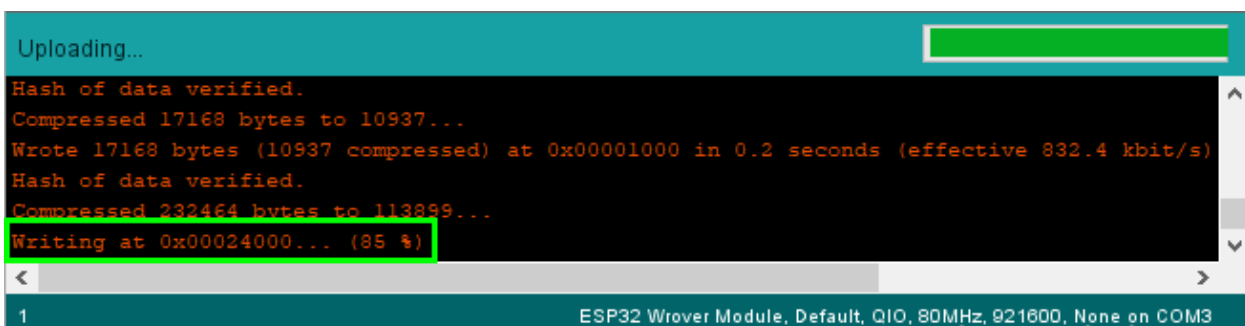 Uploading...
Hash of data verified.
Compressed 17168 bytes to 10937...
Wrote 17168 bytes (10937 compressed) at 0x00001000 in 0.2 seconds (effective 832.4 kbit/s)
Hash of data verified.
Compressed 232464 bytes to 113899...
Writing at 0x00024000... (85 %)
1
ESP32 Wrover Module, Default, QIO, 80MHz, 921600, None on COM3